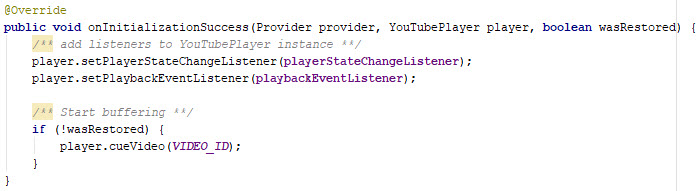 @Override
public void onInitializationSuccess(Provider provider, YouTubePlayer player, boolean wasRestored) {
/** add listeners to YouTubePlayer instance **/
player.setPlayerStateChangeListener(playerStateChangeListener);
player.setPlaybackEventListener(playbackEventListener);
/** Start buffering **/
if (!wasRestored) {
player.cueVideo(VIDEO_ID);
}
}